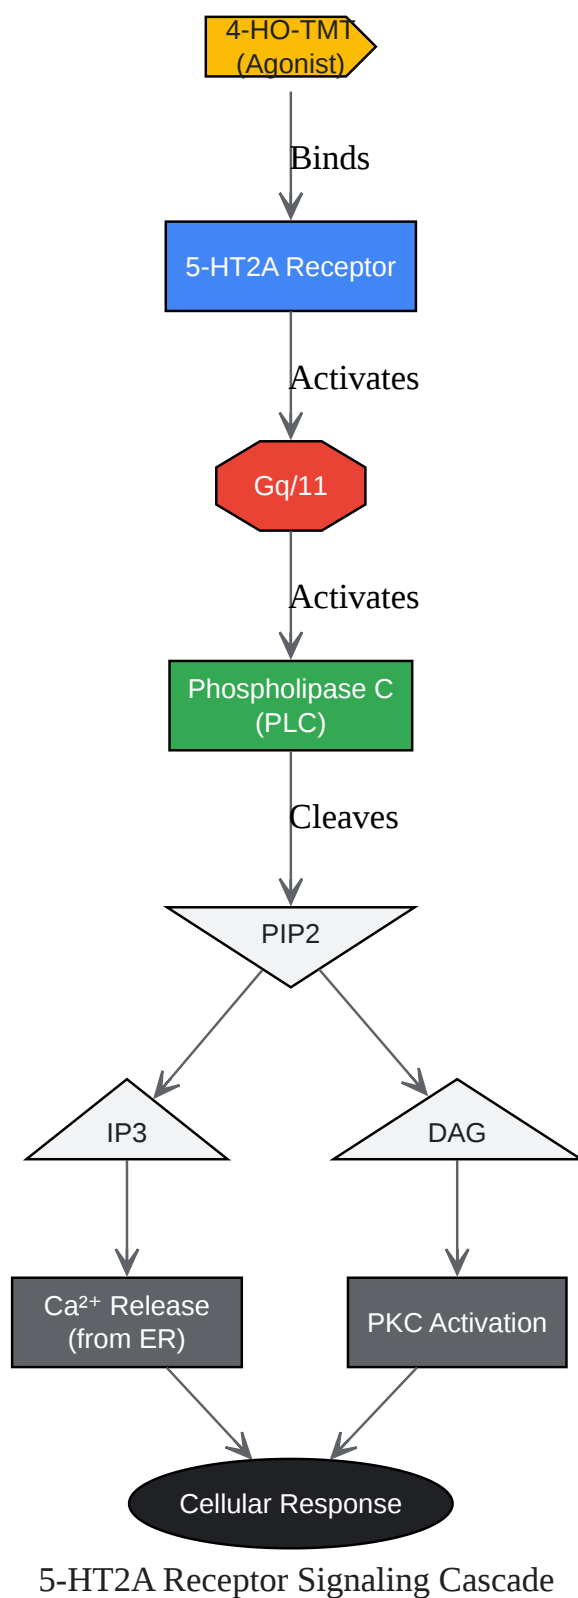 4-HO-TMT
(Agonist)
Binds
5-HT2A Receptor
Activates
Gq/11
Activates
Phospholipase C
(PLC)
Cleaves
PIP2
IP3
DAG
Ca²⁺ Release
(from ER)
PKC Activation
Cellular Response
5-HT2A Receptor Signaling Cascade